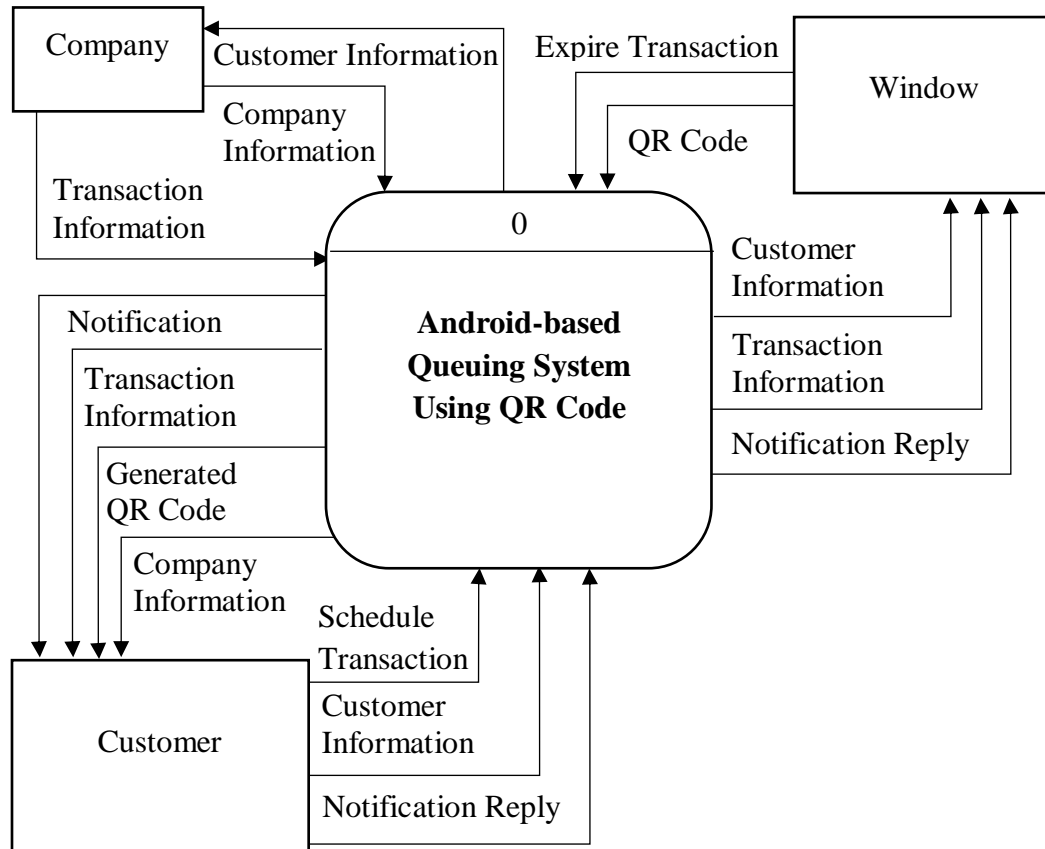 Company
Customer Information
Company
Information
Transaction
Information
Expire Transaction
QR Code
Window
0
Android-based
Queuing System
Using QR Code
Customer
Information
Transaction
Information
Notification Reply
Notification
Transaction
Information
Generated
QR Code
Company
Information
Customer
Schedule
Transaction
Customer
Information
Notification Reply